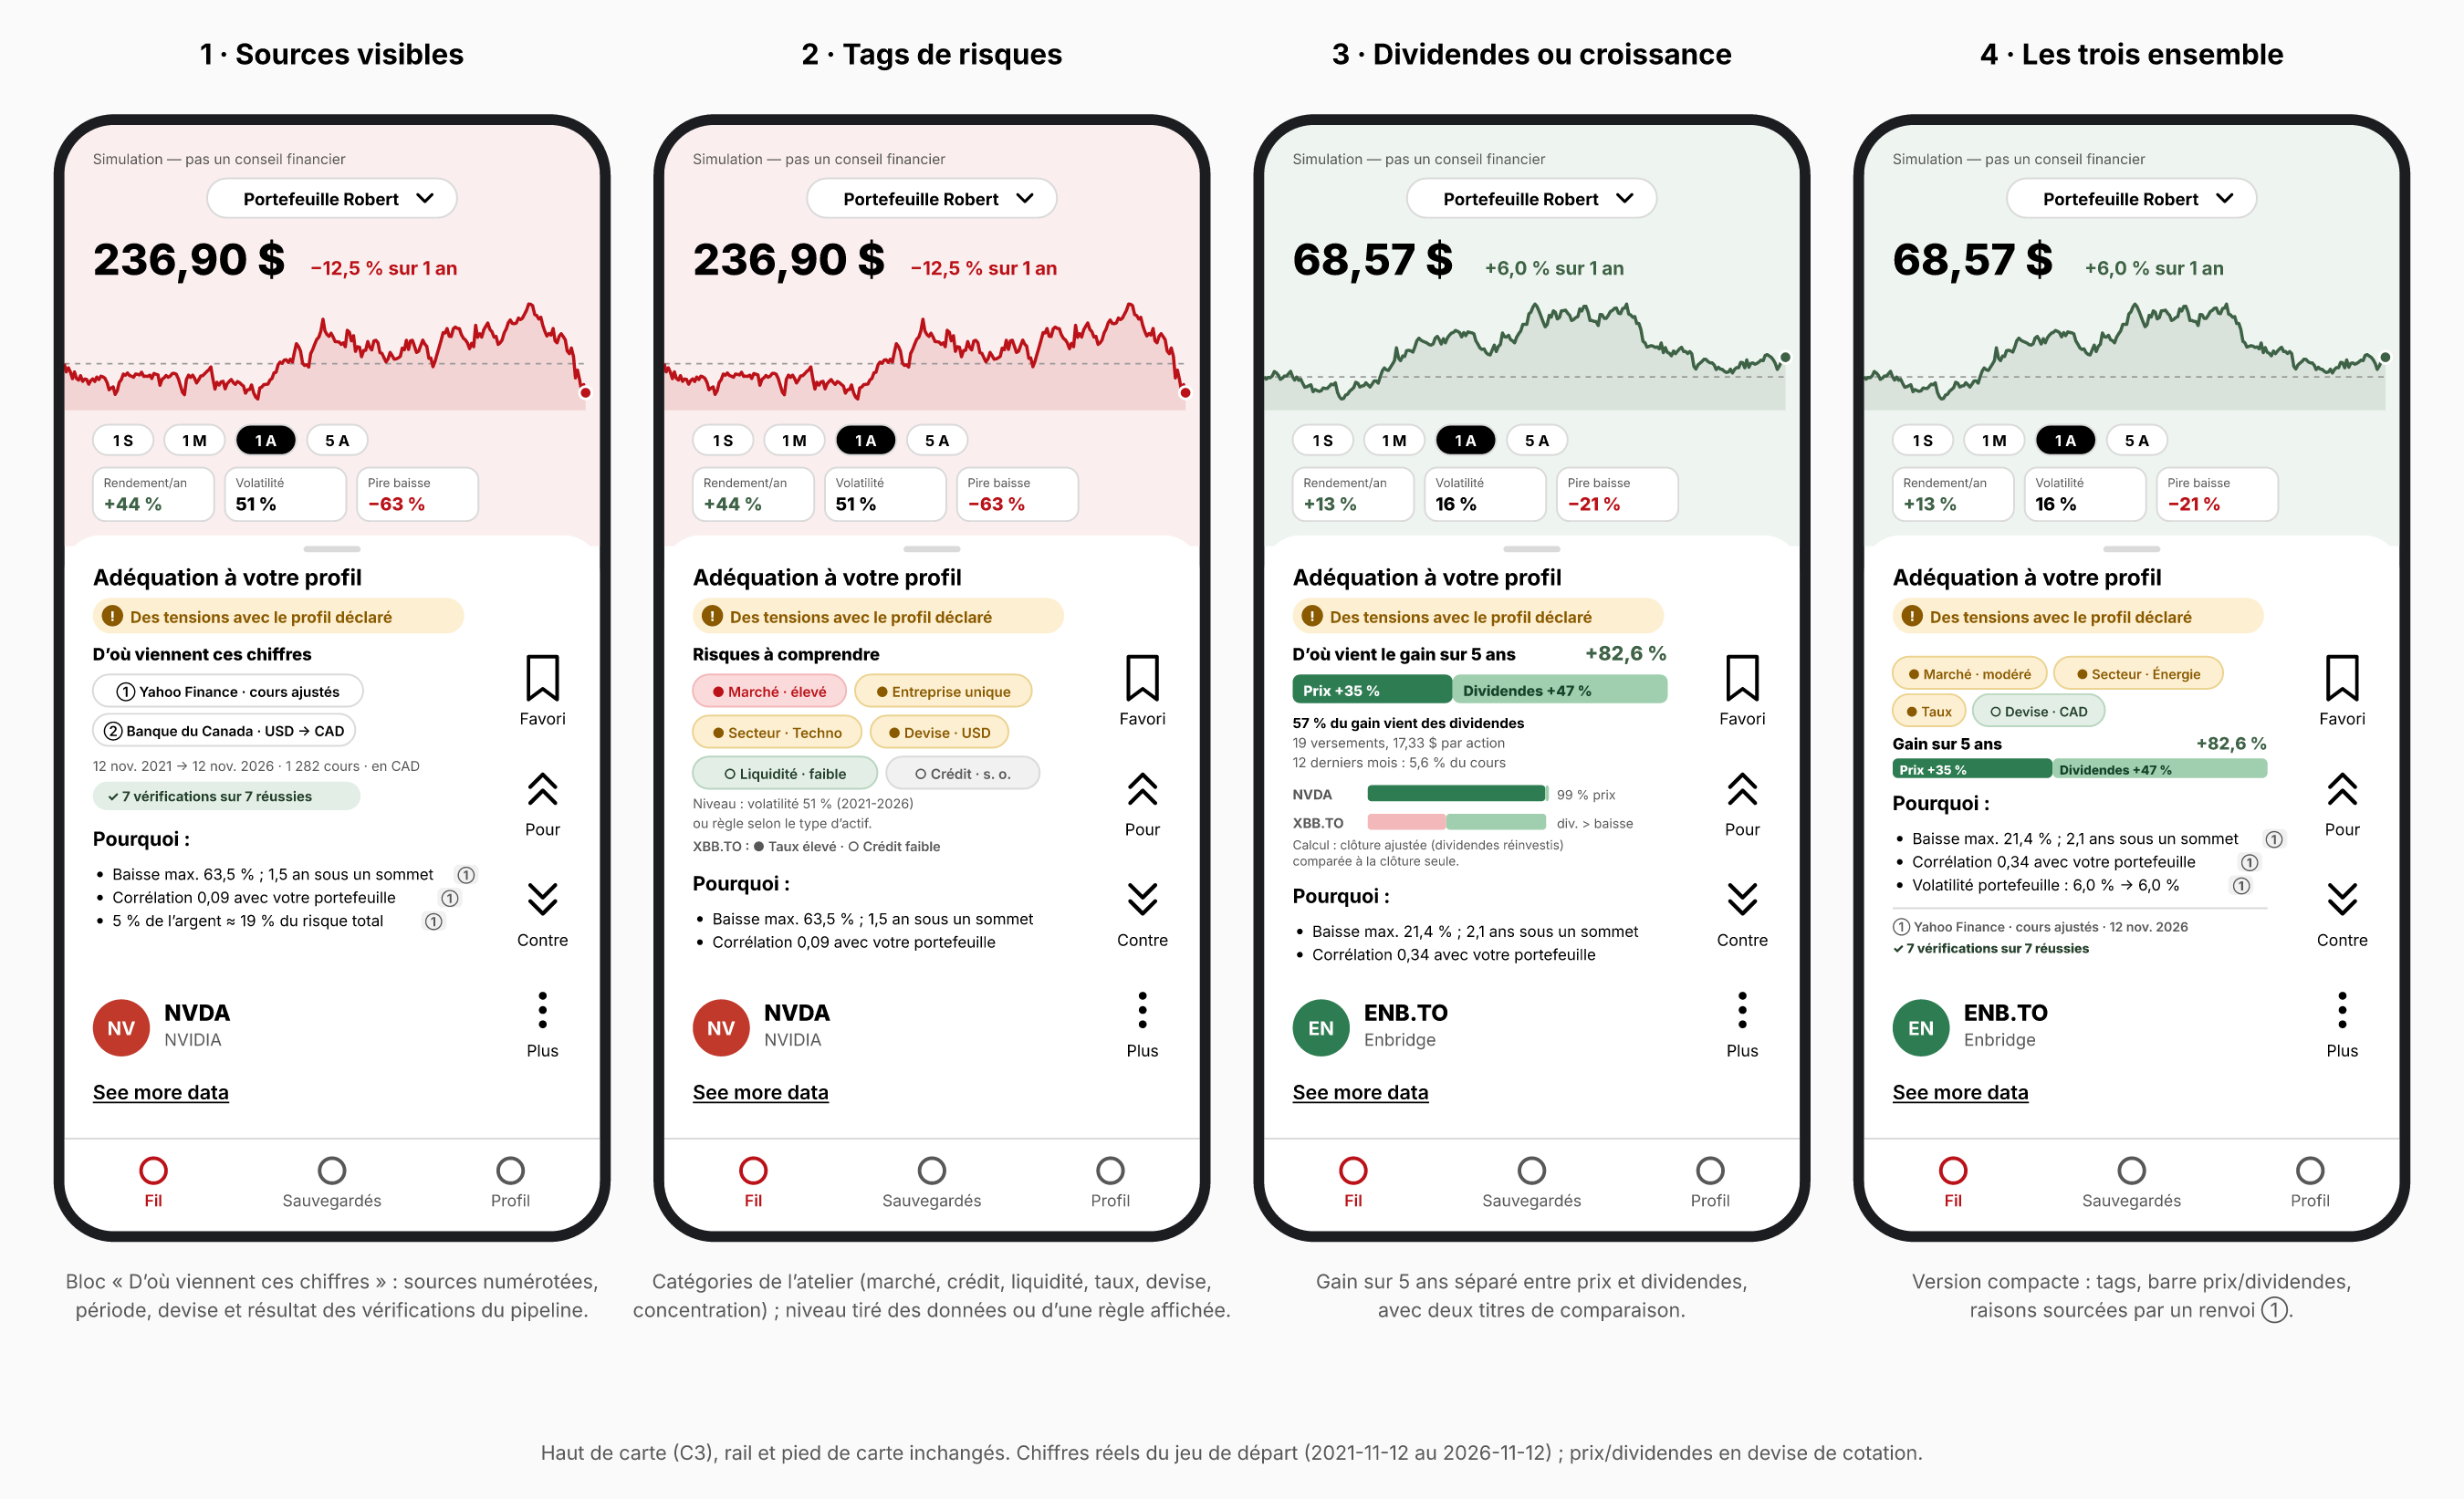 1 · Sources visibles
Simulation — pas un conseil financier
Portefeuille Robert
236,90 $ −12,5 % sur 1 an
1 S 1 M 1 A 5 A
Rendement/an Volatilité Pire baisse
+44 % 51 % −63 %
Adéquation à votre profil
! Des tensions avec le profil déclaré
D’où viennent ces chiffres
① Yahoo Finance · cours ajustés
② Banque du Canada · USD → CAD
12 nov. 2021 → 12 nov. 2026 · 1 282 cours · en CAD
✓ 7 vérifications sur 7 réussies
Pourquoi :
• Baisse max. 63,5 % ; 1,5 an sous un sommet ①
• Corrélation 0,09 avec votre portefeuille ①
• 5 % de l’argent ≈ 19 % du risque total ①
Favori
Pour
Contre
Plus
NV NVDA
NVIDIA
See more data
Fil Sauvegardés Profil
Bloc « D’où viennent ces chiffres » : sources numérotées,
période, devise et résultat des vérifications du pipeline.
2 · Tags de risques
Simulation — pas un conseil financier
Portefeuille Robert
236,90 $ −12,5 % sur 1 an
1 S 1 M 1 A 5 A
Rendement/an Volatilité Pire baisse
+44 % 51 % −63 %
Adéquation à votre profil
! Des tensions avec le profil déclaré
Risques à comprendre
● Marché · élevé ● Entreprise unique
● Secteur · Techno ● Devise · USD
○ Liquidité · faible ○ Crédit · s. o.
Niveau : volatilité 51 % (2021-2026)
ou règle selon le type d’actif.
XBB.TO : ● Taux élevé · ○ Crédit faible
Pourquoi :
• Baisse max. 63,5 % ; 1,5 an sous un sommet
• Corrélation 0,09 avec votre portefeuille
Favori
Pour
Contre
Plus
NV NVDA
NVIDIA
See more data
Fil Sauvegardés Profil
Catégories de l’atelier (marché, crédit, liquidité, taux, devise,
concentration) ; niveau tiré des données ou d’une règle affichée.
3 · Dividendes ou croissance
Simulation — pas un conseil financier
Portefeuille Robert
68,57 $ +6,0 % sur 1 an
1 S 1 M 1 A 5 A
Rendement/an Volatilité Pire baisse
+13 % 16 % −21 %
Adéquation à votre profil
! Des tensions avec le profil déclaré
D’où vient le gain sur 5 ans +82,6 %
Prix +35 % Dividendes +47 %
57 % du gain vient des dividendes
19 versements, 17,33 $ par action
12 derniers mois : 5,6 % du cours
NVDA 99 % prix
XBB.TO div. > baisse
Calcul : clôture ajustée (dividendes réinvestis)
comparée à la clôture seule.
Pourquoi :
• Baisse max. 21,4 % ; 2,1 ans sous un sommet
• Corrélation 0,34 avec votre portefeuille
Favori
Pour
Contre
Plus
EN ENB.TO
Enbridge
See more data
Fil Sauvegardés Profil
Gain sur 5 ans séparé entre prix et dividendes,
avec deux titres de comparaison.
4 · Les trois ensemble
Simulation — pas un conseil financier
Portefeuille Robert
68,57 $ +6,0 % sur 1 an
1 S 1 M 1 A 5 A
Rendement/an Volatilité Pire baisse
+13 % 16 % −21 %
Adéquation à votre profil
! Des tensions avec le profil déclaré
● Marché · modéré ● Secteur · Énergie
● Taux ○ Devise · CAD
Gain sur 5 ans +82,6 %
Prix +35 % Dividendes +47 %
Pourquoi :
• Baisse max. 21,4 % ; 2,1 ans sous un sommet ①
• Corrélation 0,34 avec votre portefeuille ①
• Volatilité portefeuille : 6,0 % → 6,0 % ①
① Yahoo Finance · cours ajustés · 12 nov. 2026
✓ 7 vérifications sur 7 réussies
Favori
Pour
Contre
Plus
EN ENB.TO
Enbridge
See more data
Fil Sauvegardés Profil
Version compacte : tags, barre prix/dividendes,
raisons sourcées par un renvoi ①.
Haut de carte (C3), rail et pied de carte inchangés. Chiffres réels du jeu de départ (2021-11-12 au 2026-11-12) ; prix/dividendes en devise de cotation.